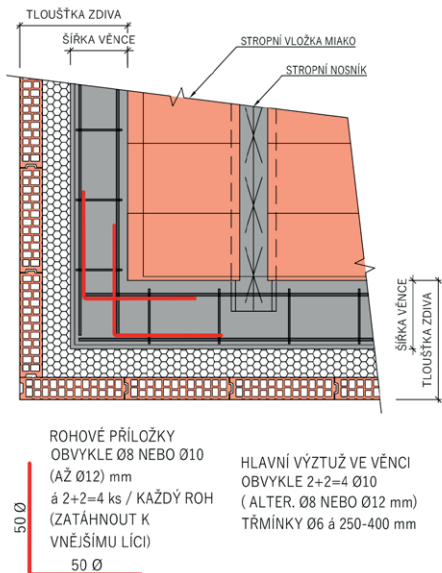 TLOUŠŤKA ZDIVA
ŠÍŘKA VĚNCE
STROPNÍ VLOŽKA MIAKO
STROPNÍ NOSNÍK
ŠÍŘKA VĚNCE
TLOUŠŤKA ZDIVA
ROHOVÉ PŘÍLOŽKY
OBVYKLE Ø8 NEBO Ø10
(AŽ Ø12) mm
á 2+2=4 ks / KAŽDÝ ROH
(ZATÁHNOUT K
VNĚJŠÍMU LÍCI)
50 Ø
50 Ø
HLAVNÍ VÝZTUŽ VE VĚNCI
OBVYKLE 2+2=4 Ø10
( ALTER. Ø8 NEBO Ø12 mm)
TŘMÍNKY Ø6 á 250-400 mm